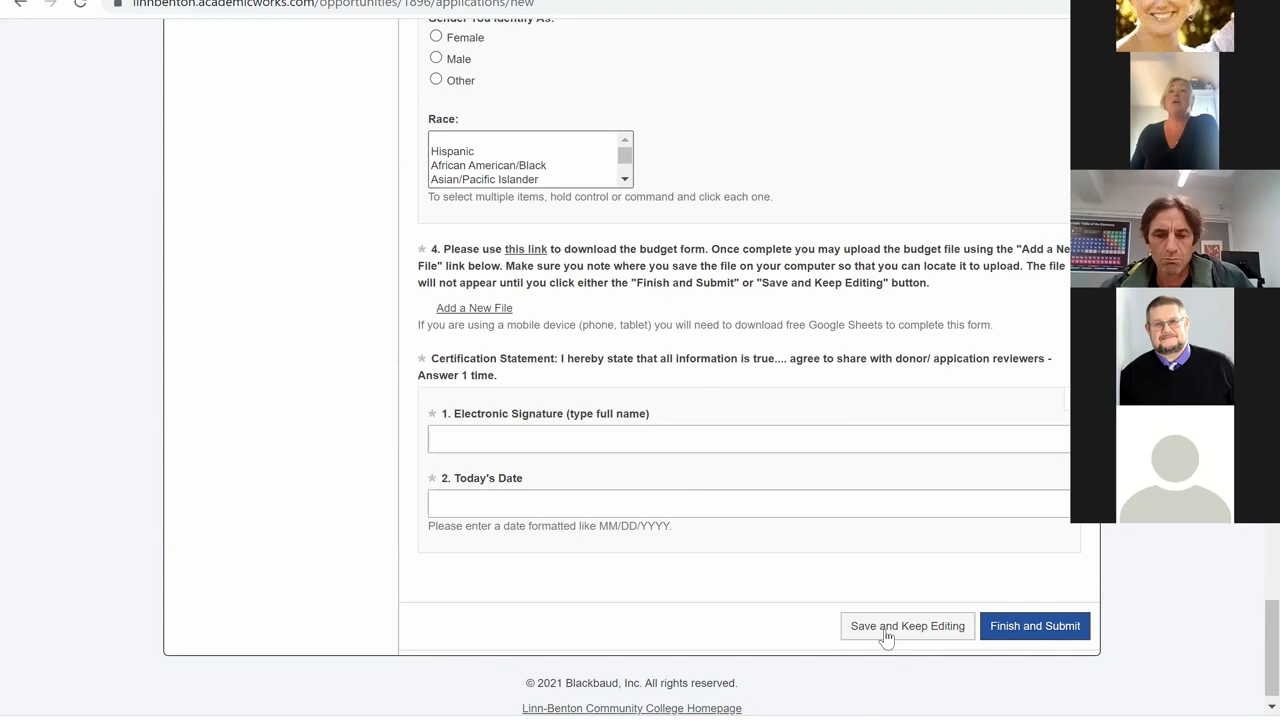 linnbenton.academicworks.com/opportunities/1896/applications/new
Gender You Identify As:
Female
Male
Other
Race:
Hispanic
African American/Black
Asian/Pacific Islander
To select multiple items, hold control or command and click each one.
* 4. Please use this link to download the budget form. Once complete you may upload the budget file using the "Add a Ne
File" link below. Make sure you note where you save the file on your computer so that you can locate it to upload. The file
will not appear until you click either the "Finish and Submit" or "Save and Keep Editing" button.
Add a New File
If you are using a mobile device (phone, tablet) you will need to download free Google Sheets to complete this form.
* Certification Statement: I hereby state that all information is true.... agree to share with donor/ appication reviewers -
Answer 1 time.
* 1. Electronic Signature (type full name)
* 2. Today's Date
Please enter a date formatted like MM/DD/YYYY.
Save and Keep Editing
Finish and Submit
© 2021 Blackbaud, Inc. All rights reserved.
Linn-Benton Community College Homepage